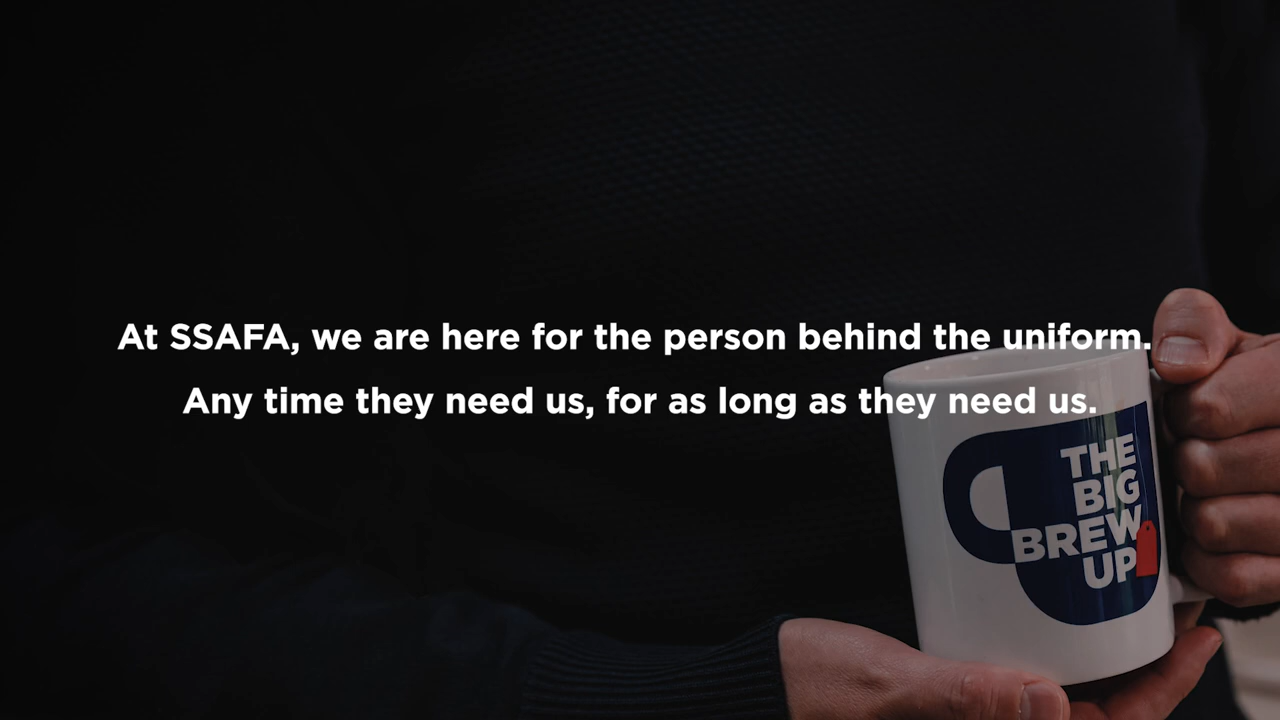 At SSAFA, we are here for the person behind the uniform.
Any time they need us, for as long as they need us.
THE
BIG
BREW
UP